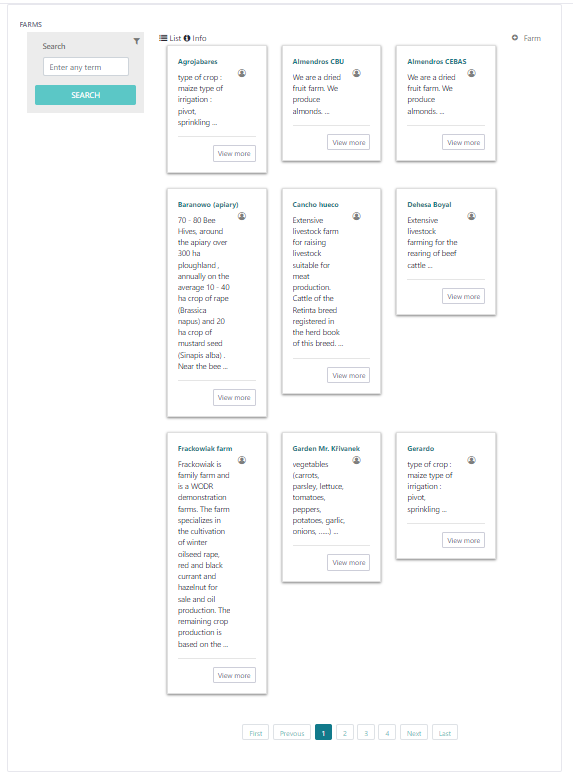 FARMS
Search
Enter any term
SEARCH
List Info
Farm
Agrojabares
type of crop :
maize type of
irrigation :
pivot,
sprinkling ...
View more
Almendros CBU
We are a dried
fruit farm. We
produce
almonds. ...
View more
Almendros CEBAS
We are a dried
fruit farm. We
produce
almonds. ...
View more
Baranowo (apiary)
70 - 80 Bee
Hives, around
the apiary over
300 ha
ploughland ,
annually on the
average 10 - 40
ha crop of rape
(Brassica
napus) and 20
ha crop of
mustard seed
(Sinapis alba) .
Near the bee ...
View more
Cancho hueco
Extensive
livestock farm
for raising
livestock
suitable for
meat
production.
Cattle of the
Retinta breed
registered in
the herd book
of this breed. ...
View more
Dehesa Boyal
Extensive
livestock
farming for the
rearing of beef
cattle ...
View more
Frackowiak farm
Frackowiak is
family farm and
is a WODR
demonstration
farms. The farm
specializes in
the cultivation
of winter
oilseed rape,
red and black
currant and
hazelnut for
sale and oil
production. The
remaining crop
production is
based on the ...
View more
Garden Mr. Křivanek
vegetables
(carrots,
parsley, lettuce,
tomatoes,
peppers,
potatoes, garlic,
onions, ......) ...
View more
Gerardo
type of crop :
maize type of
irrigation :
pivot,
sprinkling ...
View more
First Prevous 1 2 3 4 Next Last